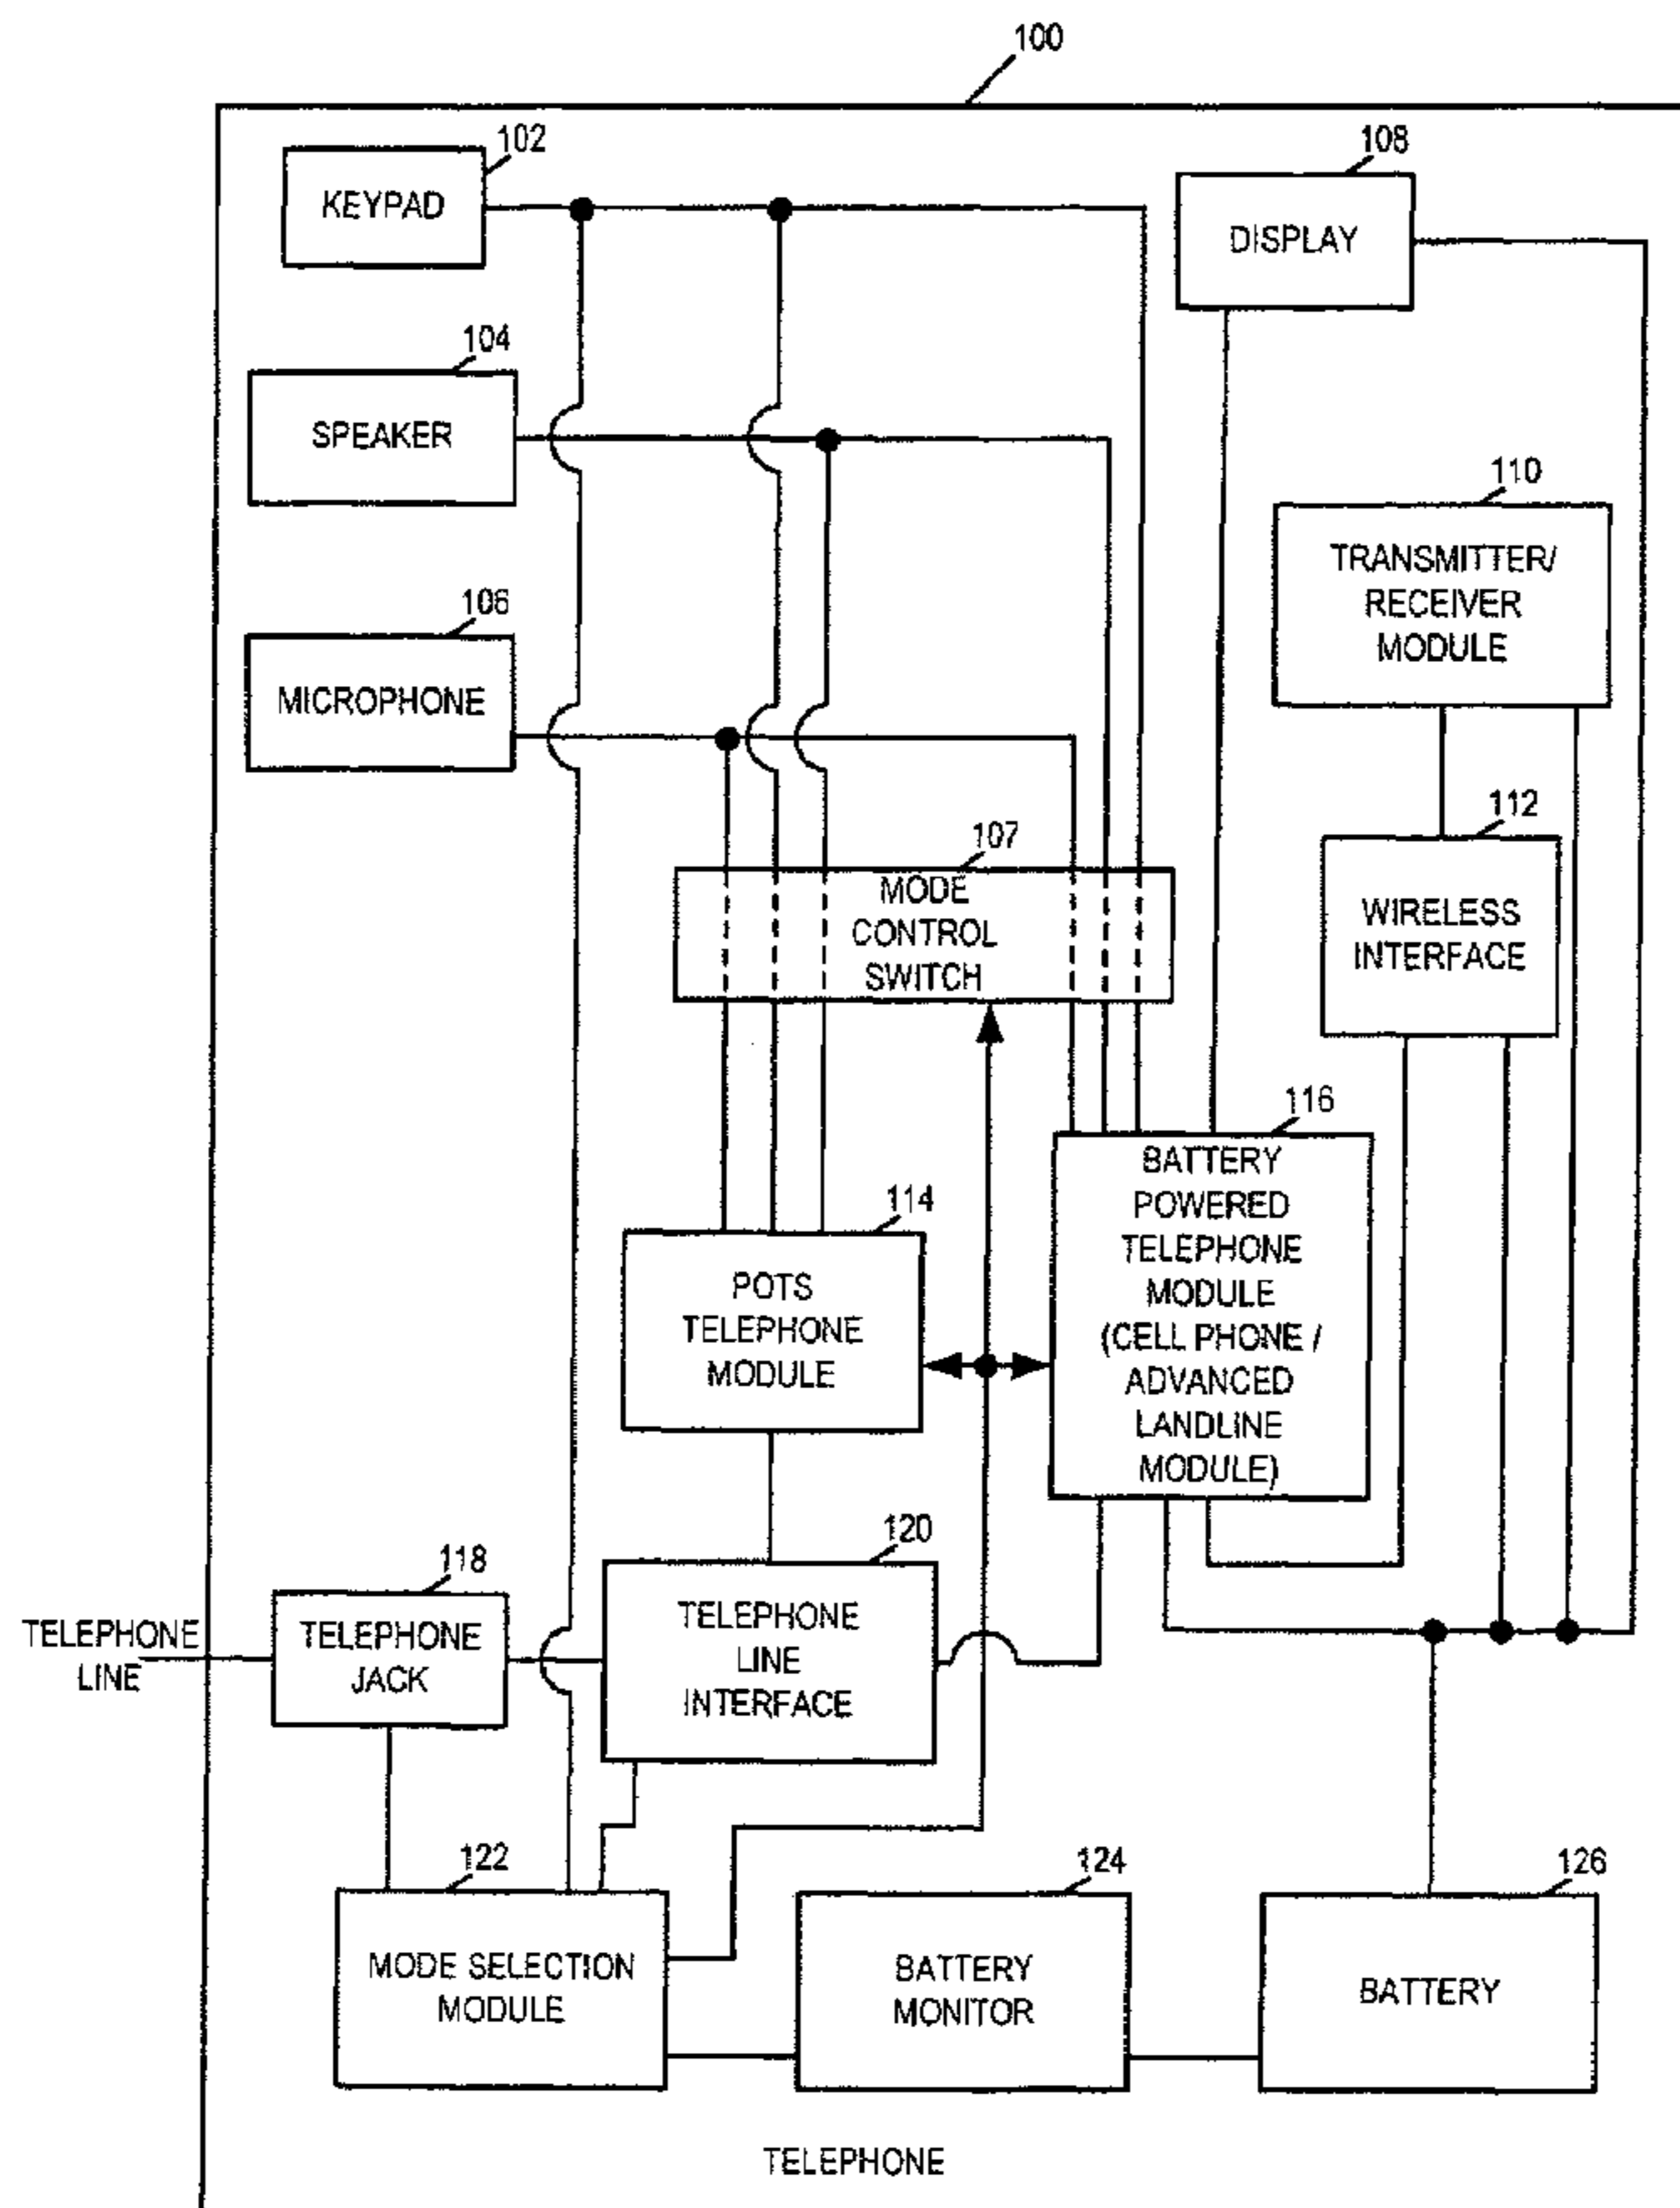 100
102
KEYPAD
108
DISPLAY
104
SPEAKER
110
TRANSMITTER/
RECEIVER
MODULE
106
MICROPHONE
107
MODE
CONTROL
SWITCH
112
WIRELESS
INTERFACE
116
BATTERY
POWERED
TELEPHONE
MODULE
(CELL PHONE /
ADVANCED
LANDLINE
MODULE)
114
POTS
TELEPHONE
MODULE
118
TELEPHONE
JACK
TELEPHONE
LINE
120
TELEPHONE
LINE
INTERFACE
122
MODE SELECTION
MODULE
124
BATTERY
MONITOR
126
BATTERY
TELEPHONE